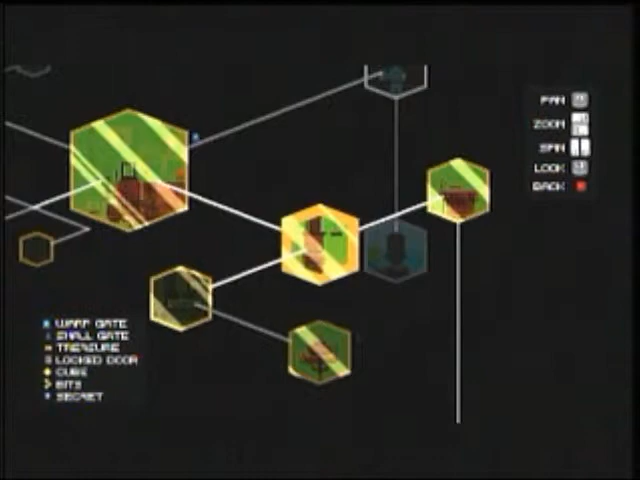 PAN
ZOOM
SPIN
LOOK
BACK
WARP GATE
SMALL GATE
TREASURE
LOCKED DOOR
CUBE
BITS
SECRET